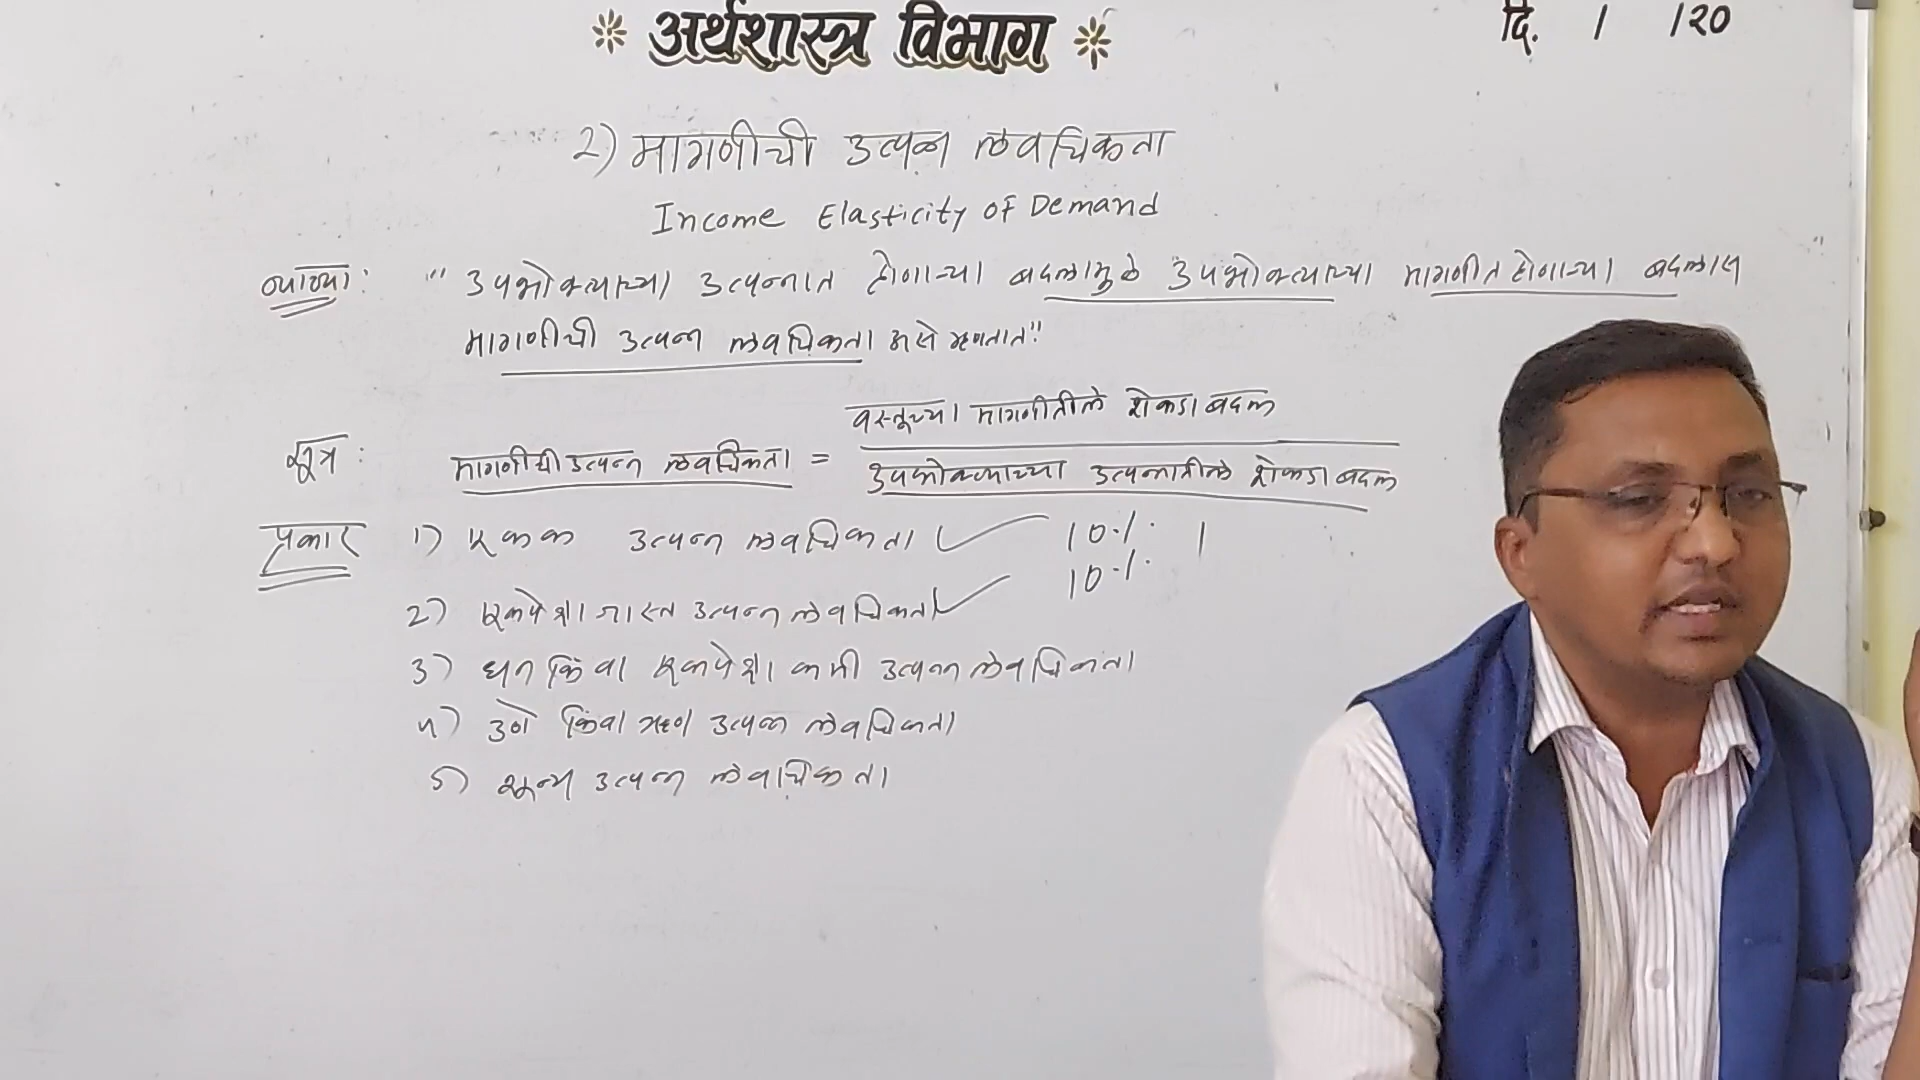 अर्थशास्त्र विभाग
दि. / /20
2) मागणीची उत्पन्न लवचिकता
Income Elasticity of Demand
व्याख्या: "उपभोक्त्याच्या उत्पन्नात होणाऱ्या बदलामुळे उपभोक्त्याच्या मागणीत होणाऱ्या बदलास
मागणीची उत्पन्न लवचिकता असे म्हणतात"
वस्तूच्या मागणीतील शेकडा बदल
सूत्र: मागणीची उत्पन्न लवचिकता =
उपभोक्त्याच्या उत्पन्नातील शेकडा बदल
प्रकार 1) एकक उत्पन्न लवचिकता 10% 1
10%
2) एकपेक्षा जास्त उत्पन्न लवचिकता
3) धन किंवा एकपेक्षा कमी उत्पन्न लवचिकता
4) उणे किंवा ऋण उत्पन्न लवचिकता
5) शून्य उत्पन्न लवचिकता